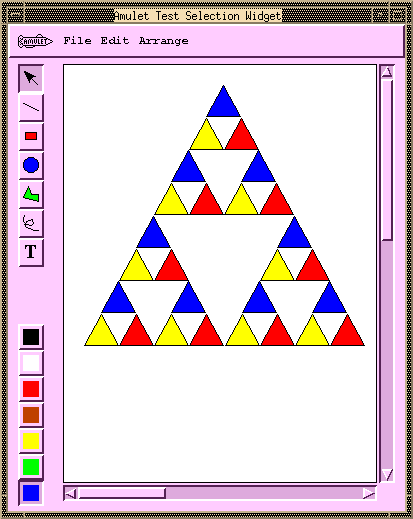 Amulet Test Selection Widget
AMULET File Edit Arrange
T